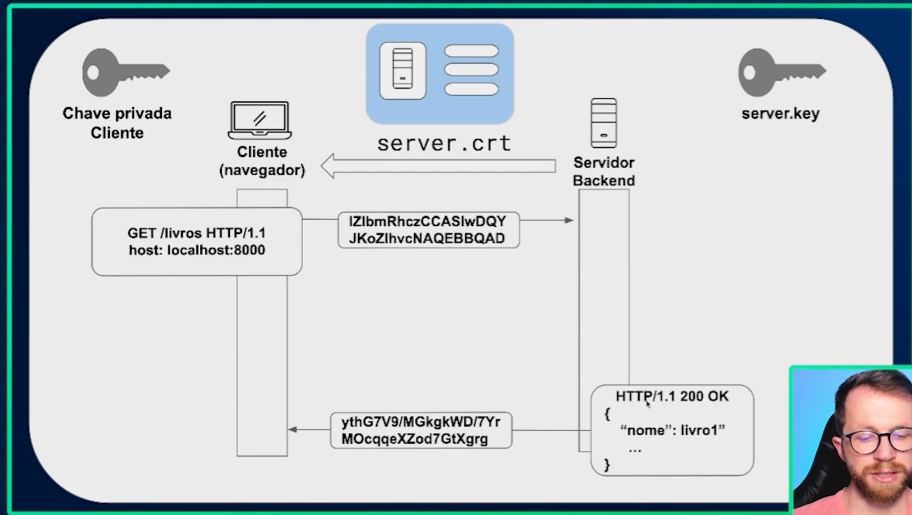 Chave privada
Cliente
server.crt
server.key
Cliente
(navegador)
Servidor
Backend
GET /livros HTTP/1.1
host: localhost:8000
IZIbmRhczCCASIwDQY
JKoZIhvcNAQEBBQAD
HTTP/1.1 200 OK
{
“nome”: livro1”
...
}
ythG7V9/MGkgkWD/7Yr
MOcqqeXZod7GtXgrg